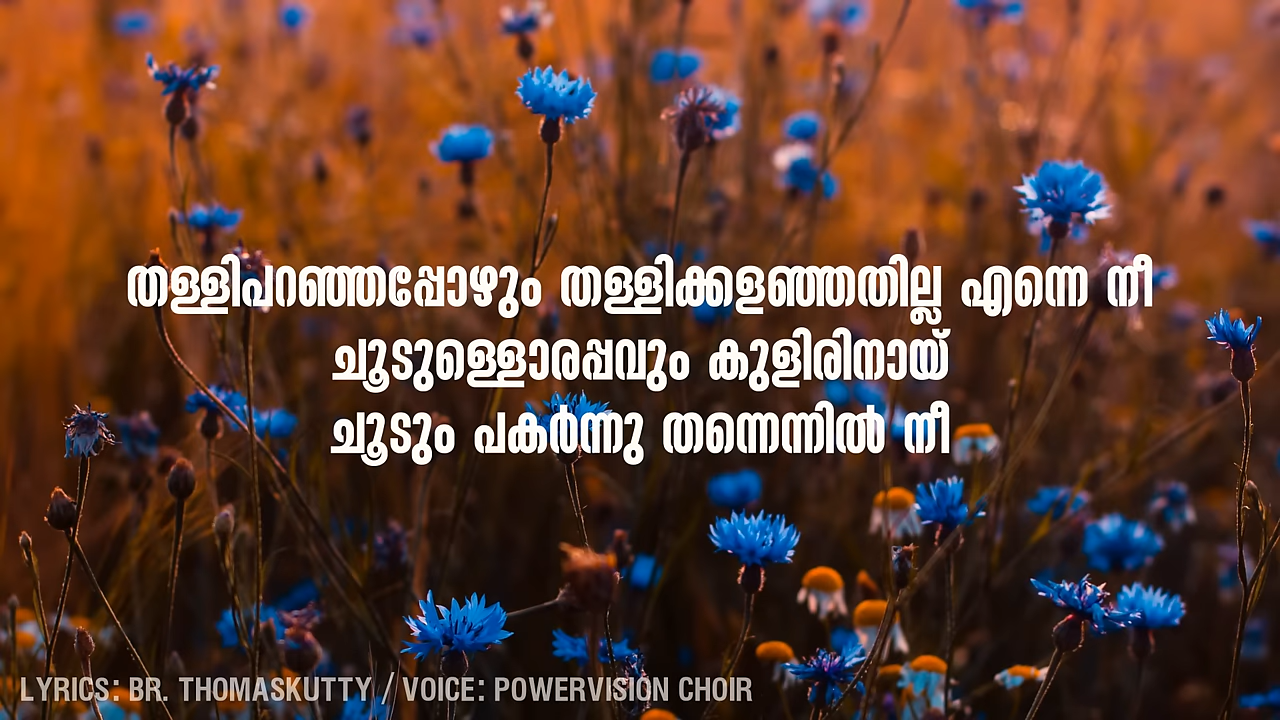 തള്ളിപറഞ്ഞപ്പോഴും തള്ളിക്കളഞ്ഞതില്ല എന്നെ നീ
ചൂടുള്ളൊരപ്പവും കുളിരിനായ്
ചൂടും പകർന്നു തന്നെന്നിൽ നീ
LYRICS: BR. THOMASKUTTY / VOICE: POWERVISION CHOIR